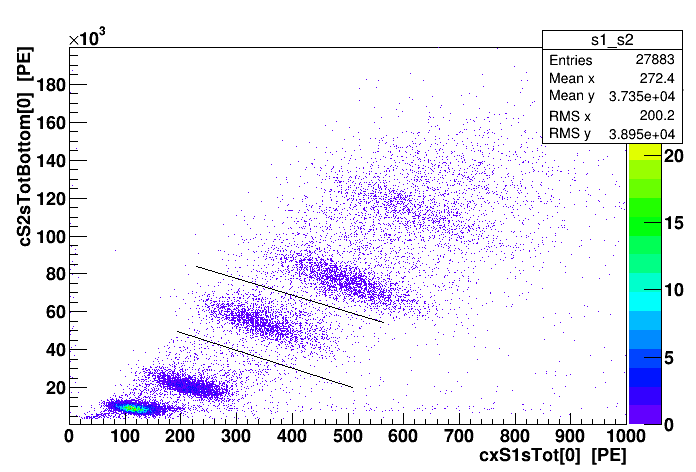 ×10³
s1_s2
Entries 27883
Mean x 272.4
Mean y 3.735e+04
RMS x 200.2
RMS y 3.895e+04
cS2sTotBottom[0] [PE]
180
160
140
120
100
80
60
40
20
0 100 200 300 400 500 600 700 800 900 1000
cxS1sTot[0] [PE]
20
15
10
5
0